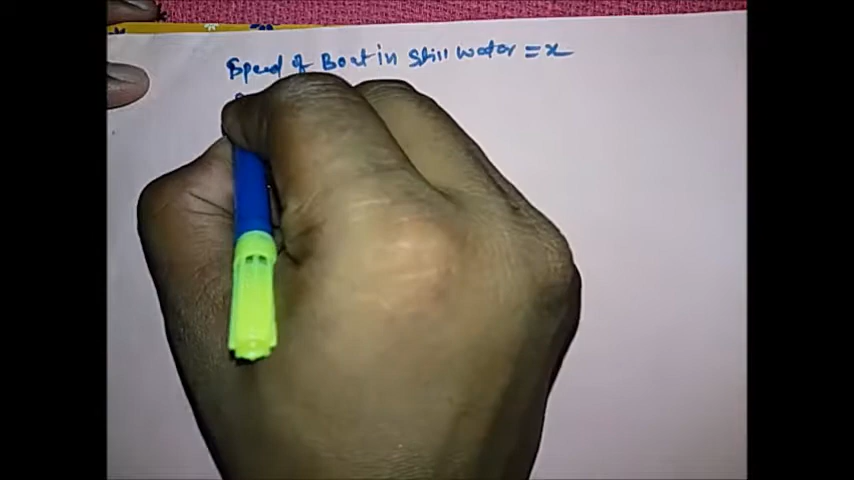 Speed of Boat in still water = x